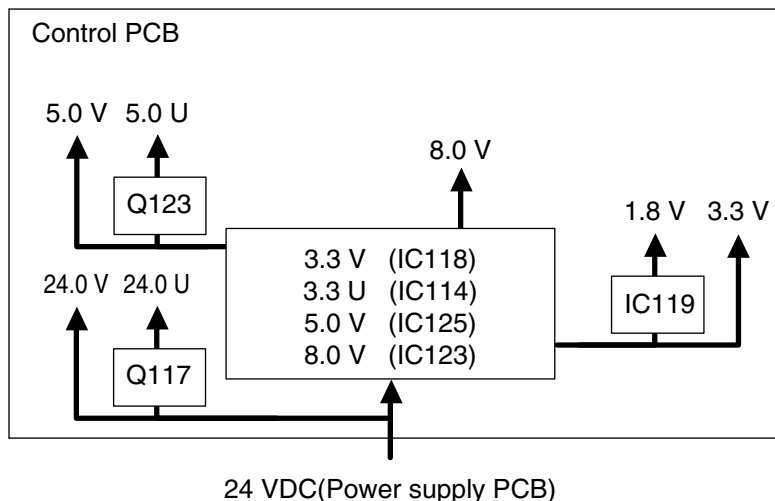 Control PCB
5.0 V 5.0 U
8.0 V
Q123
1.8 V 3.3 V
3.3 V (IC118)
3.3 U (IC114)
5.0 V (IC125)
8.0 V (IC123)
24.0 V 24.0 U
IC119
Q117
24 VDC(Power supply PCB)